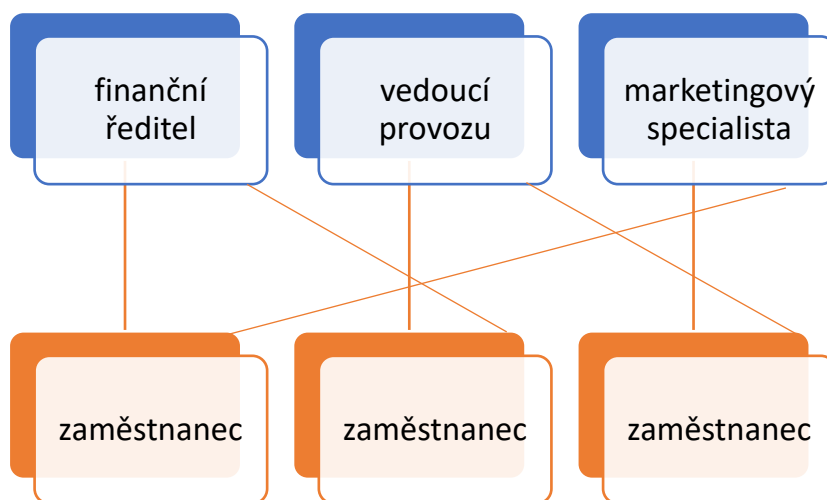 finanční
ředitel
vedoucí
provozu
marketingový
specialista
zaměstnanec
zaměstnanec
zaměstnanec